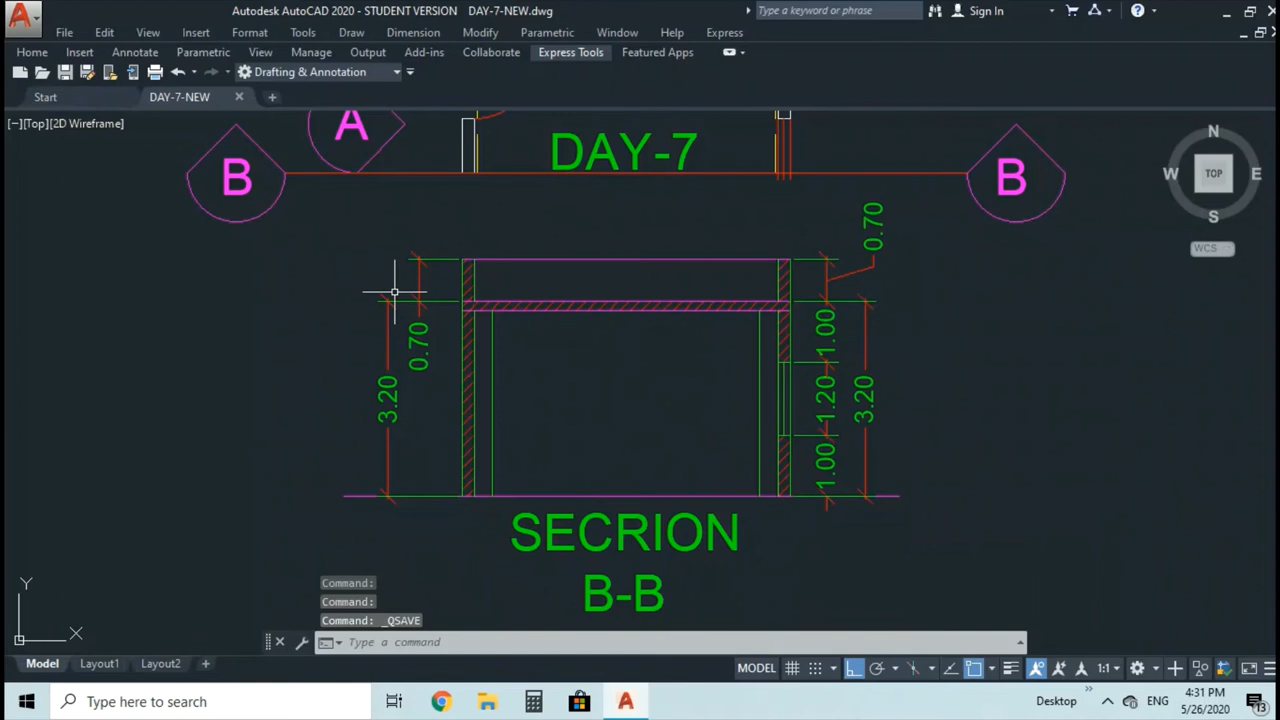 Autodesk AutoCAD 2020 - STUDENT VERSION DAY-7-NEW.dwg
Type a keyword or phrase
Sign In
File Edit View Insert Format Tools Draw Dimension Modify Parametric Window Help Express
Home Insert Annotate Parametric View Manage Output Add-ins Collaborate Express Tools Featured Apps
Drafting & Annotation
Start DAY-7-NEW
[−][Top][2D Wireframe]
A
DAY-7
B
B
N
W TOP E
S
WCS
0.70
0.70
3.20
1.00
1.20
1.00
3.20
SECRION
B-B
Y
X
Command:
Command:
Command: _QSAVE
Type a command
Model Layout1 Layout2
MODEL
1:1
Type here to search
Desktop
ENG
4:31 PM
5/26/2020
13